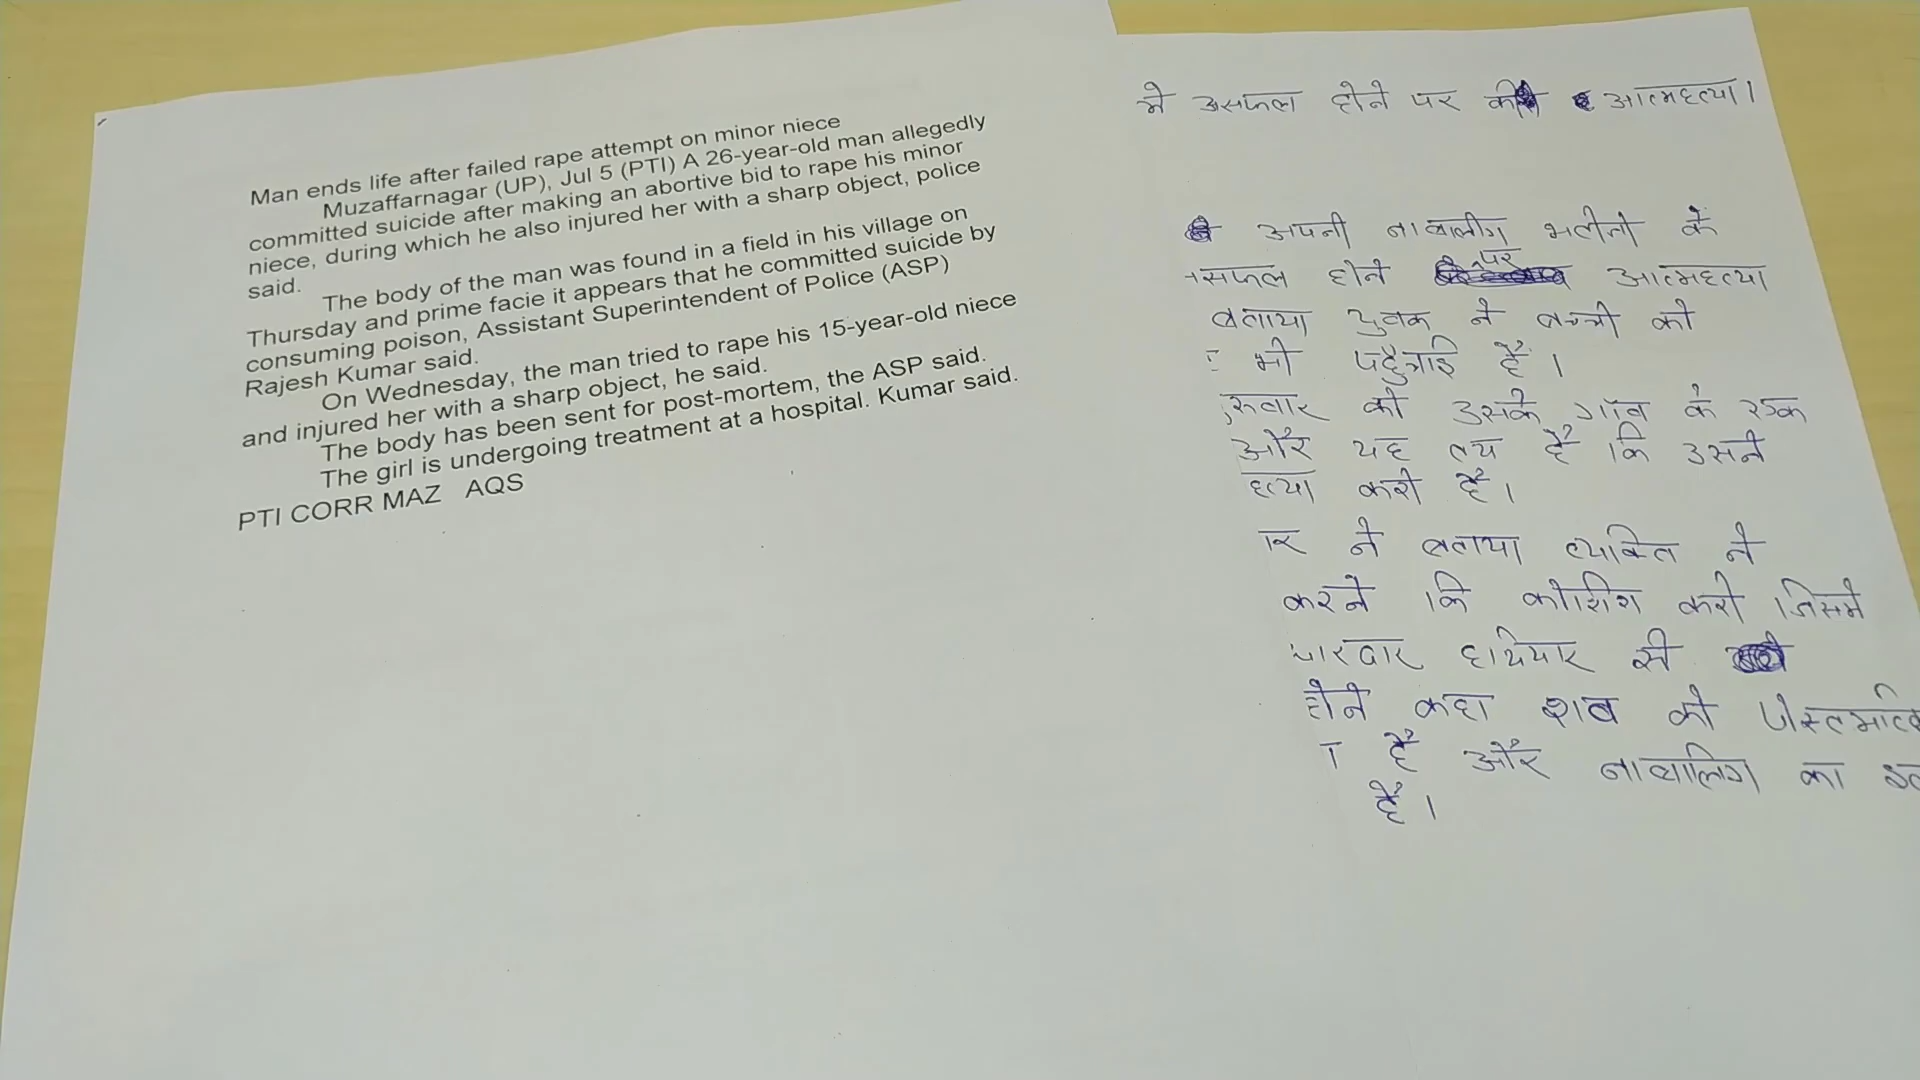 Man ends life after failed rape attempt on minor niece
Muzaffarnagar (UP), Jul 5 (PTI) A 26-year-old man allegedly
committed suicide after making an abortive bid to rape his minor
niece, during which he also injured her with a sharp object, police
said.
The body of the man was found in a field in his village on
Thursday and prime facie it appears that he committed suicide by
consuming poison, Assistant Superintendent of Police (ASP)
Rajesh Kumar said.
On Wednesday, the man tried to rape his 15-year-old niece
and injured her with a sharp object, he said.
The body has been sent for post-mortem, the ASP said.
The girl is undergoing treatment at a hospital. Kumar said.
PTI CORR MAZ AQS
मे असफल होने पर की आत्महत्या।
अपनी नाबालीग भतीजी के
होने पर आत्महत्या
बताया युवक ने बच्ची को
भी पहुँचाई है।
को उसके गाँव के एक
और यह तय है कि उसने
हत्या करी है।
ने बताया व्यक्ति ने
करने कि कोशिश करी जिसमे
हथियार से
कहा शव को
है और नाबालिग का
है।